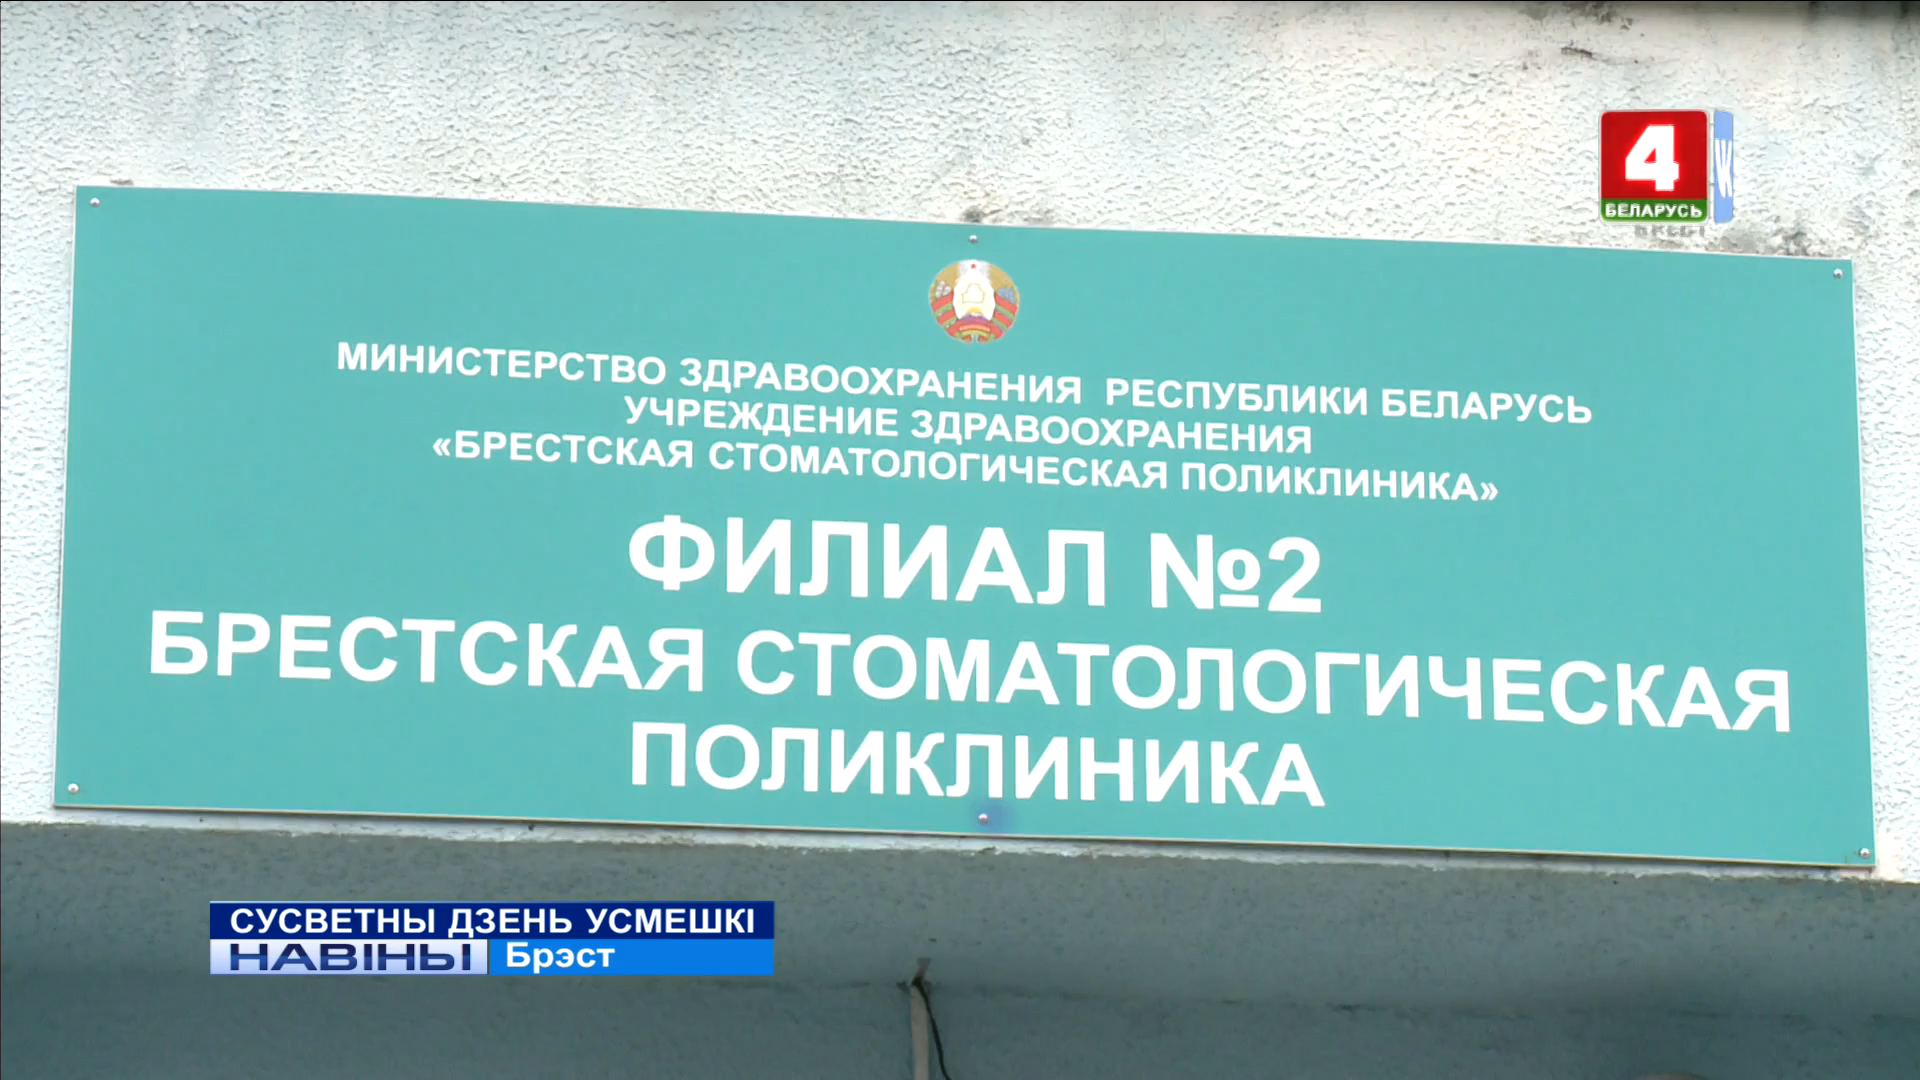 4
БЕЛАРУСЬ
МИНИСТЕРСТВО ЗДРАВООХРАНЕНИЯ РЕСПУБЛИКИ БЕЛАРУСЬ
УЧРЕЖДЕНИЕ ЗДРАВООХРАНЕНИЯ
«БРЕСТСКАЯ СТОМАТОЛОГИЧЕСКАЯ ПОЛИКЛИНИКА»
ФИЛИАЛ №2
БРЕСТСКАЯ СТОМАТОЛОГИЧЕСКАЯ
ПОЛИКЛИНИКА
СУСВЕТНЫ ДЗЕНЬ УСМЕШКІ
НАВІНЫ Брэст